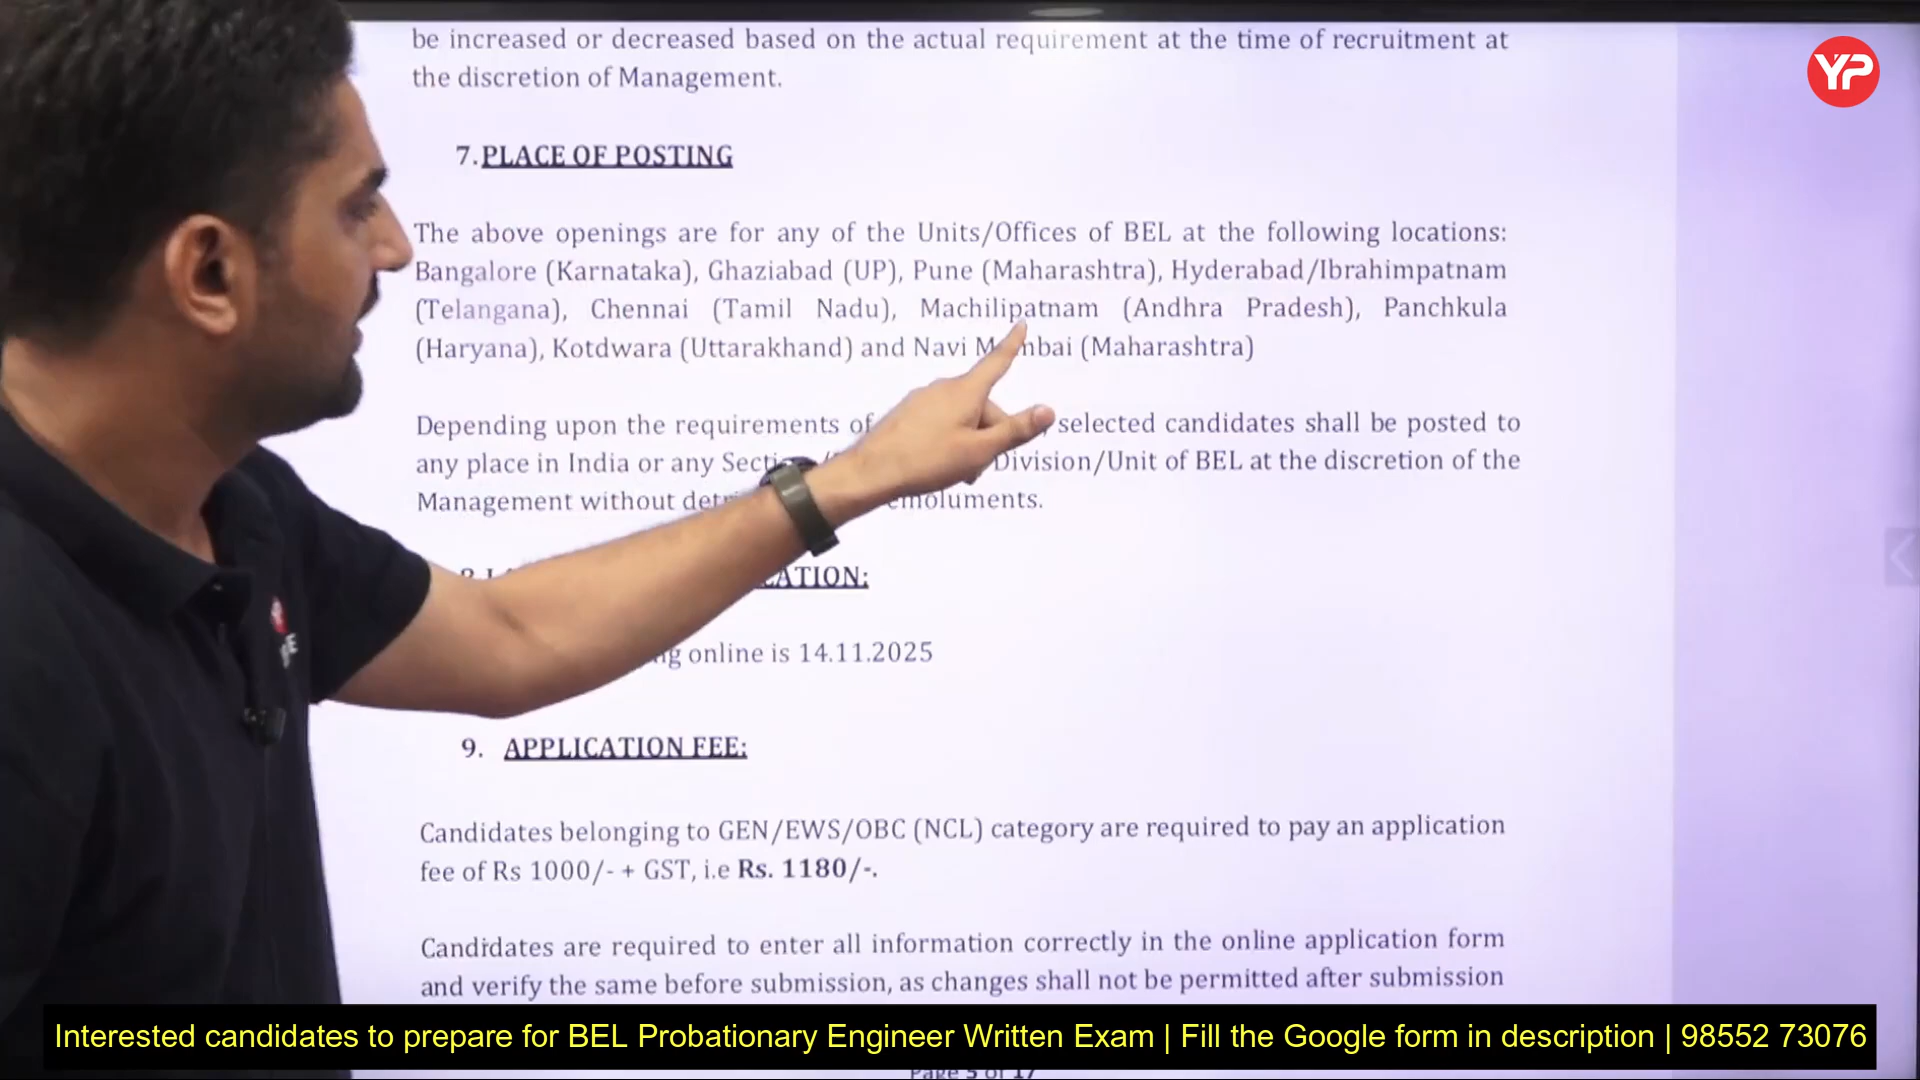 be increased or decreased based on the actual requirement at the time of recruitment at
the discretion of Management.
YP
7. PLACE OF POSTING
The above openings are for any of the Units/Offices of BEL at the following locations:
Bangalore (Karnataka), Ghaziabad (UP), Pune (Maharashtra), Hyderabad/Ibrahimpatnam
(Telangana), Chennai (Tamil Nadu), Machilipatnam (Andhra Pradesh), Panchkula
(Haryana), Kotdwara (Uttarakhand) and Navi Mumbai (Maharashtra)
Depending upon the requirements of selected candidates shall be posted to
any place in India or any Division/Unit of BEL at the discretion of the
Management without emoluments.
9. APPLICATION FEE:
online is 14.11.2025
Candidates belonging to GEN/EWS/OBC (NCL) category are required to pay an application
fee of Rs 1000/- + GST, i.e Rs. 1180/-.
Candidates are required to enter all information correctly in the online application form
and verify the same before submission, as changes shall not be permitted after submission
Interested candidates to prepare for BEL Probationary Engineer Written Exam | Fill the Google form in description | 98552 73076
Page 5 of 17